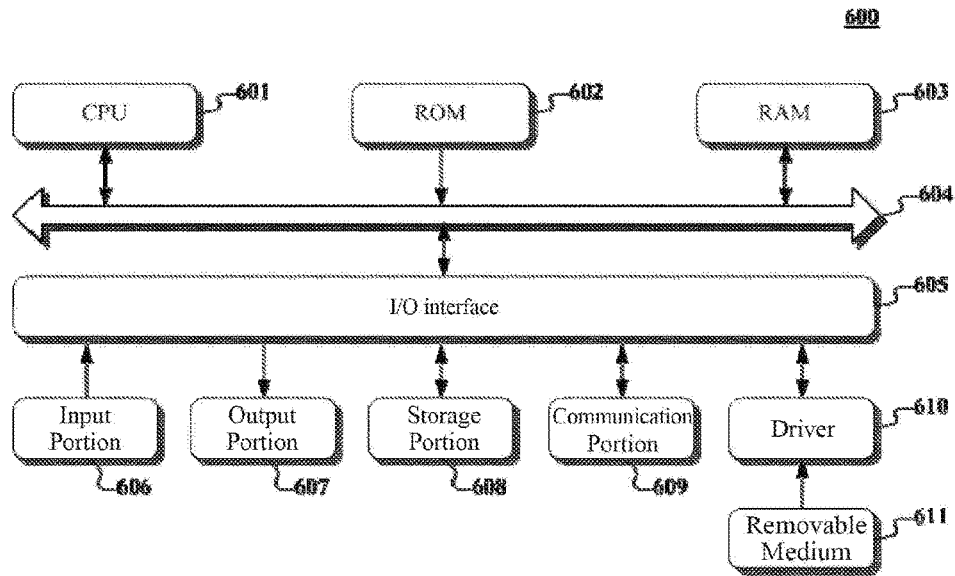 600
CPU
601
ROM
602
RAM
603
604
I/O interface
605
Input
Portion
606
Output
Portion
607
Storage
Portion
608
Communication
Portion
609
Driver
610
Removable
Medium
611